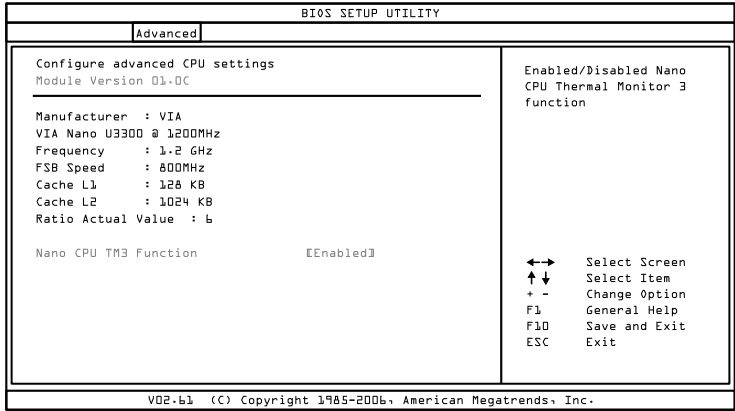 BIOS SETUP UTILITY
Advanced
Configure advanced CPU settings
Module Version 01.0C
Manufacturer : VIA
VIA Nano U3300 @ 1200MHz
Frequency : 1.2 GHz
FSB Speed : 800MHz
Cache L1 : 128 KB
Cache L2 : 1024 KB
Ratio Actual Value : 6
Nano CPU TM3 Function [Enabled]
Enabled/Disabled Nano
CPU Thermal Monitor 3
function
←→ Select Screen
↑↓ Select Item
+ - Change Option
F1 General Help
F10 Save and Exit
ESC Exit
V02.61 (C) Copyright 1985-2006, American Megatrends, Inc.